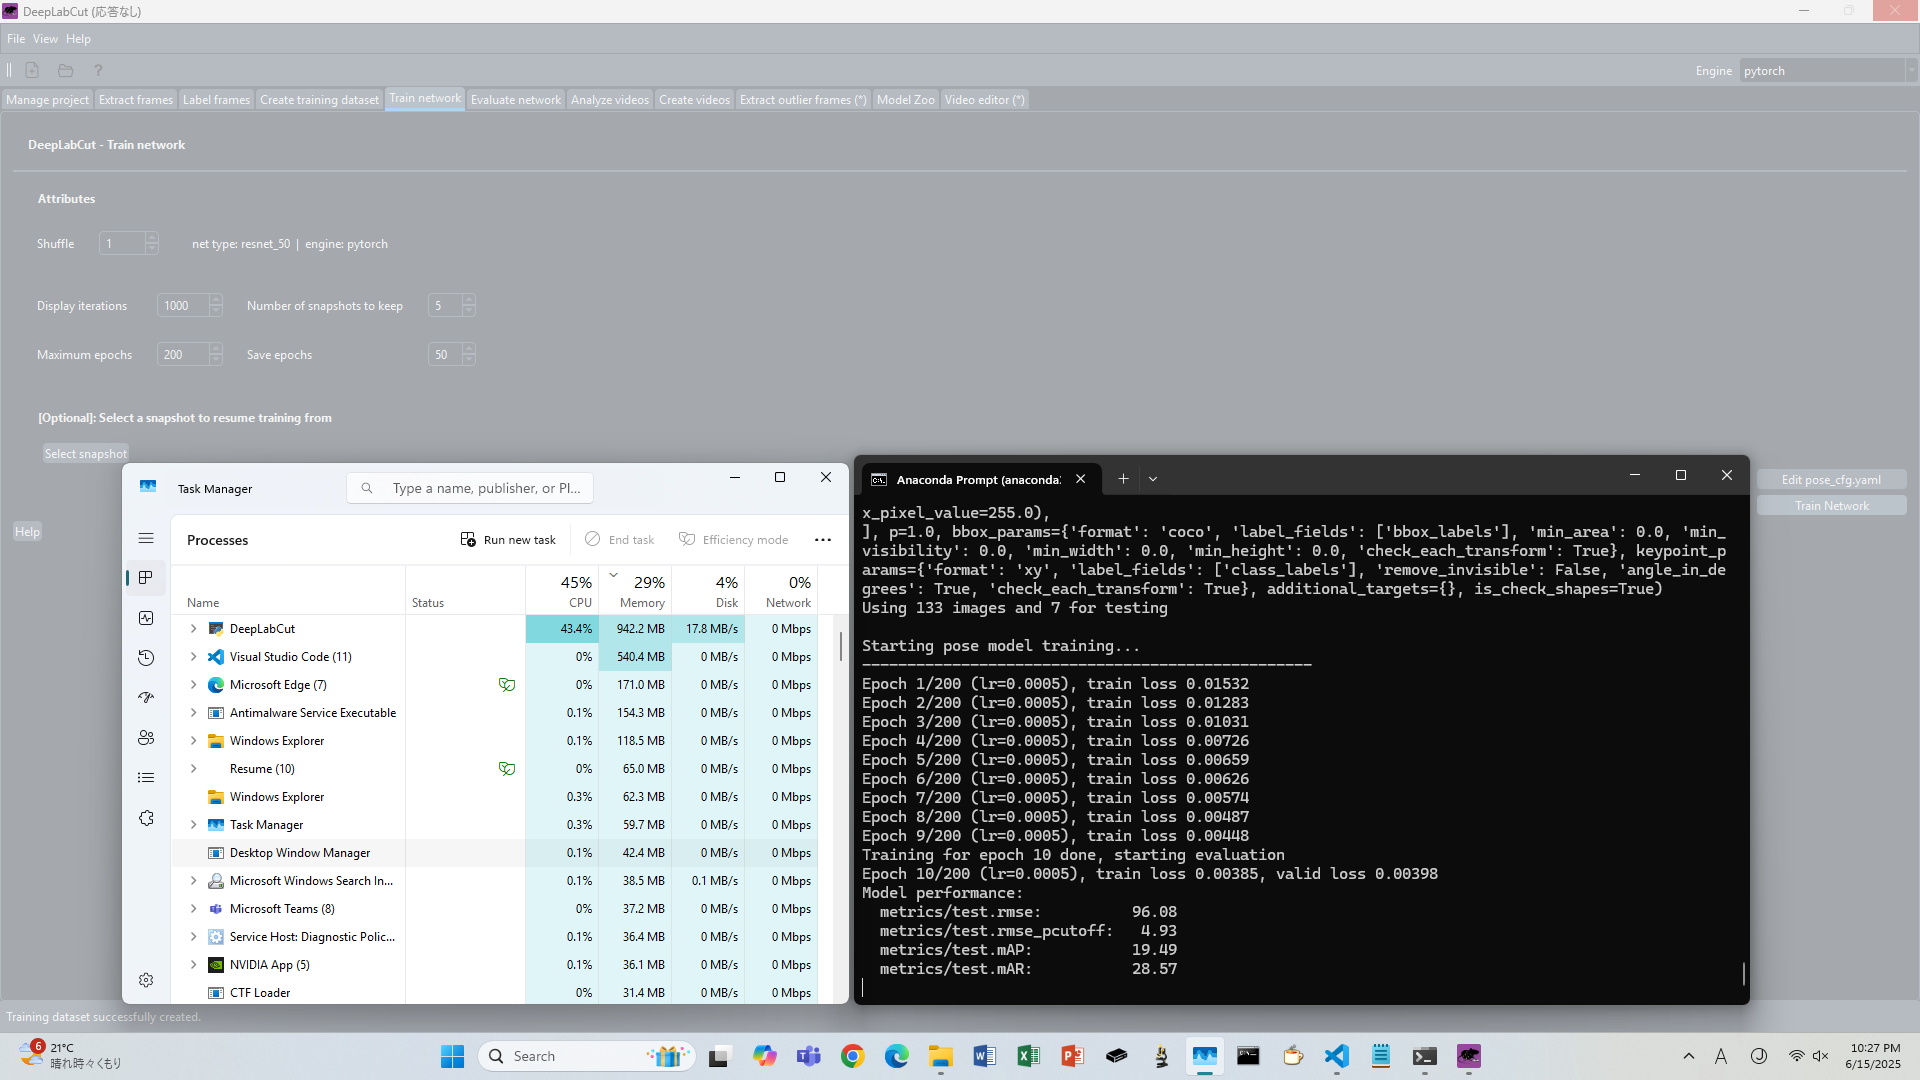 DeepLabCut (応答なし)
File View Help
Engine pytorch
Manage project Extract frames Label frames Create training dataset Train network Evaluate network Analyze videos Create videos Extract outlier frames (*) Model Zoo Video editor (*)
DeepLabCut - Train network
Attributes
Shuffle 1 net type: resnet_50 | engine: pytorch
Display iterations 1000 Number of snapshots to keep 5
Maximum epochs 200 Save epochs 50
[Optional]: Select a snapshot to resume training from
Select snapshot
Help
Edit pose_cfg.yaml
Train Network
Training dataset successfully created.
Task Manager
Type a name, publisher, or PI...
Processes Run new task End task Efficiency mode
45% 29% 4% 0%
Name Status CPU Memory Disk Network
DeepLabCut 43.4% 942.2 MB 17.8 MB/s 0 Mbps
Visual Studio Code (11) 0% 540.4 MB 0 MB/s 0 Mbps
Microsoft Edge (7) 0% 171.0 MB 0 MB/s 0 Mbps
Antimalware Service Executable 0.1% 154.3 MB 0 MB/s 0 Mbps
Windows Explorer 0.1% 118.5 MB 0 MB/s 0 Mbps
Resume (10) 0% 65.0 MB 0 MB/s 0 Mbps
Windows Explorer 0.3% 62.3 MB 0 MB/s 0 Mbps
Task Manager 0.3% 59.7 MB 0 MB/s 0 Mbps
Desktop Window Manager 0.1% 42.4 MB 0 MB/s 0 Mbps
Microsoft Windows Search In... 0.1% 38.5 MB 0.1 MB/s 0 Mbps
Microsoft Teams (8) 0% 37.2 MB 0 MB/s 0 Mbps
Service Host: Diagnostic Polic... 0.1% 36.4 MB 0 MB/s 0 Mbps
NVIDIA App (5) 0.1% 36.1 MB 0 MB/s 0 Mbps
CTF Loader 0% 31.4 MB 0 MB/s 0 Mbps
Anaconda Prompt (anaconda:
x_pixel_value=255.0),
], p=1.0, bbox_params={'format': 'coco', 'label_fields': ['bbox_labels'], 'min_area': 0.0, 'min_
visibility': 0.0, 'min_width': 0.0, 'min_height': 0.0, 'check_each_transform': True}, keypoint_p
arams={'format': 'xy', 'label_fields': ['class_labels'], 'remove_invisible': False, 'angle_in_de
grees': True, 'check_each_transform': True}, additional_targets={}, is_check_shapes=True)
Using 133 images and 7 for testing
Starting pose model training...
--------------------------------------------------
Epoch 1/200 (lr=0.0005), train loss 0.01532
Epoch 2/200 (lr=0.0005), train loss 0.01283
Epoch 3/200 (lr=0.0005), train loss 0.01031
Epoch 4/200 (lr=0.0005), train loss 0.00726
Epoch 5/200 (lr=0.0005), train loss 0.00659
Epoch 6/200 (lr=0.0005), train loss 0.00626
Epoch 7/200 (lr=0.0005), train loss 0.00574
Epoch 8/200 (lr=0.0005), train loss 0.00487
Epoch 9/200 (lr=0.0005), train loss 0.00448
Training for epoch 10 done, starting evaluation
Epoch 10/200 (lr=0.0005), train loss 0.00385, valid loss 0.00398
Model performance:
metrics/test.rmse: 96.08
metrics/test.rmse_pcutoff: 4.93
metrics/test.mAP: 19.49
metrics/test.mAR: 28.57
6 21°C
晴れ時々くもり
Search
A
10:27 PM
6/15/2025